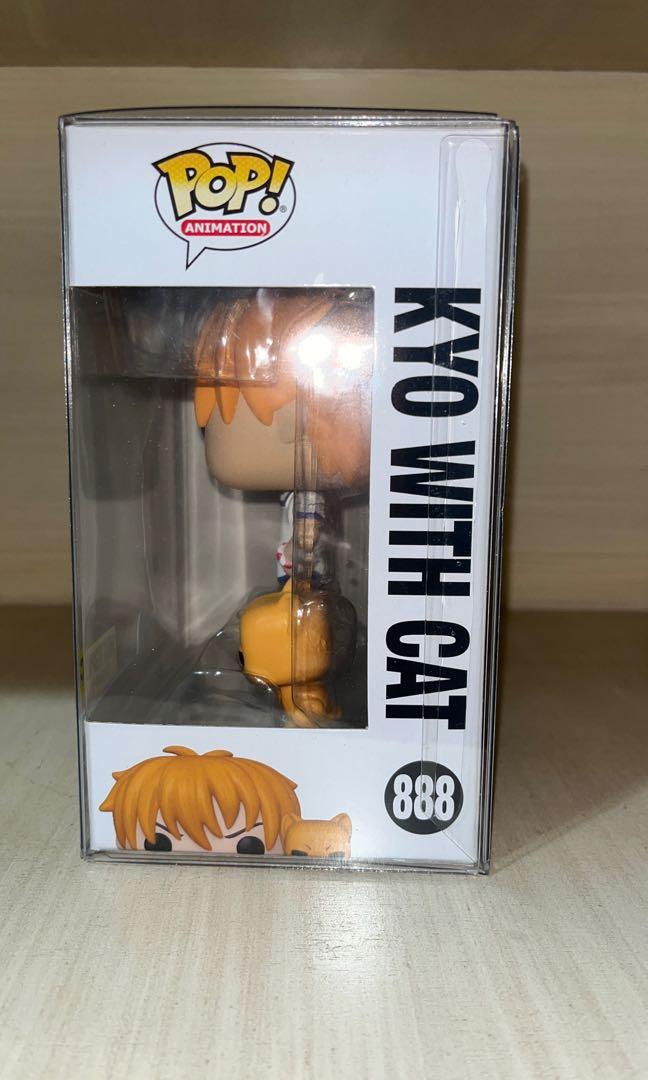 POP!
®
ANIMATION
KYO WITH CAT
888